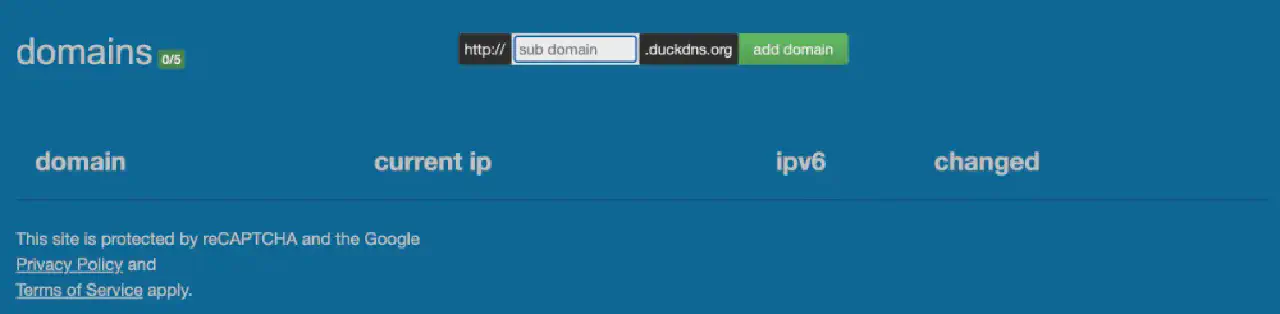 domains 0/5
http:// sub domain .duckdns.org add domain
domain current ip ipv6 changed
This site is protected by reCAPTCHA and the Google
Privacy Policy and
Terms of Service apply.